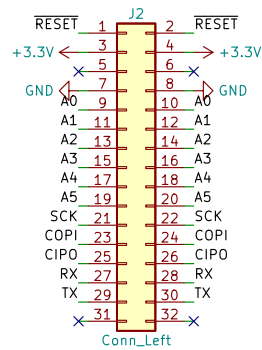 J2
RESET 1 2 RESET
+3.3V 3 4 +3.3V
5 6
GND 7 8 GND
A0 9 10 A0
A1 11 12 A1
A2 13 14 A2
A3 15 16 A3
A4 17 18 A4
A5 19 20 A5
SCK 21 22 SCK
COPI 23 24 COPI
CIPO 25 26 CIPO
RX 27 28 RX
TX 29 30 TX
31 32
Conn_Left